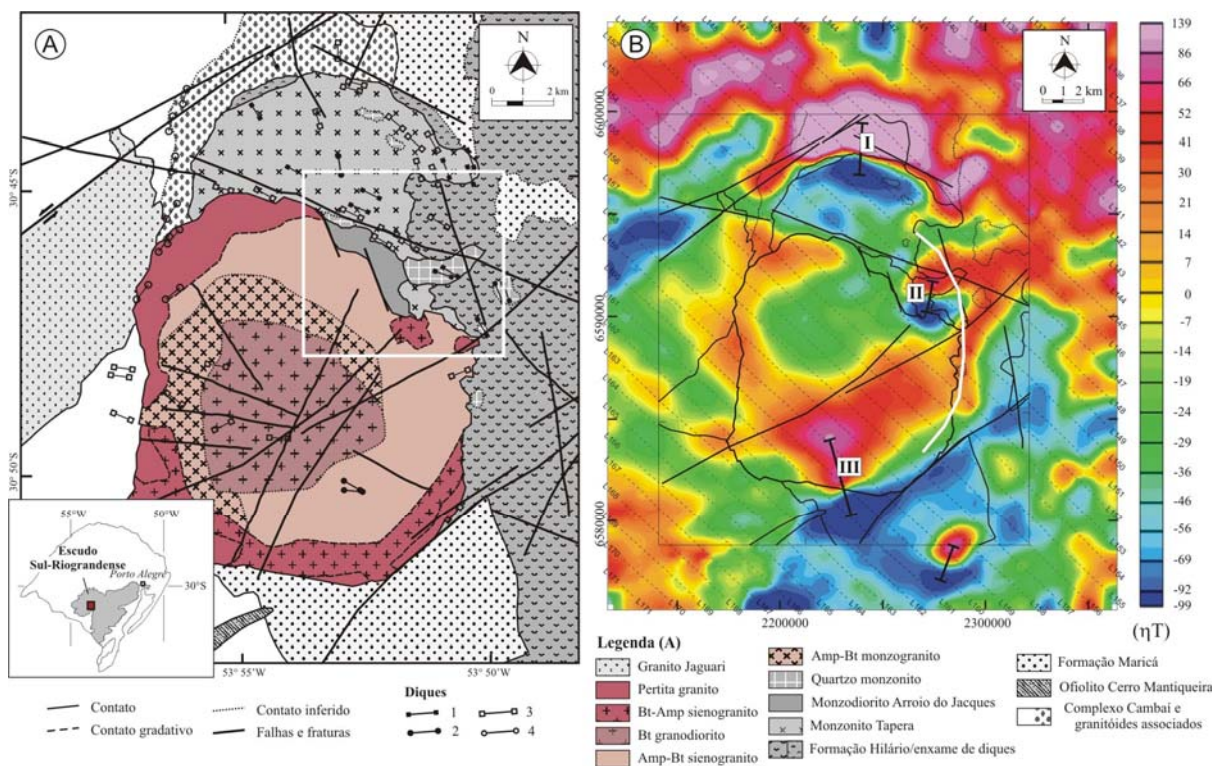 A
N
0 1 2 km
30° 45'S
30° 50'S
55°W
50°W
Escudo
Sul-Riograndense
Porto Alegre
30°S
53° 55'W
53° 50'W
Contato
Contato gradativo
Contato inferido
Falhas e fraturas
Diques
1
2
3
4
B
N
0 1 2 km
6600000
6590000
6580000
2200000
2300000
I
II
III
139
86
66
52
41
30
14
7
0
-7
-14
-19
-24
-29
-36
-46
-56
-69
-92
-99
(ηT)
Legenda (A)
Granito Jaguari
Pertita granito
Bt-Amp sienogranito
Bt granodiorito
Amp-Bt sienogranito
Amp-Bt monzogranito
Quartzo monzonito
Monzodiorito Arroio do Jacques
Monzonito Tapera
Formação Hilário/enxame de diques
Formação Maricá
Ofiolito Cerro Mantiqueira
Complexo Cambaí e
granitóides associados